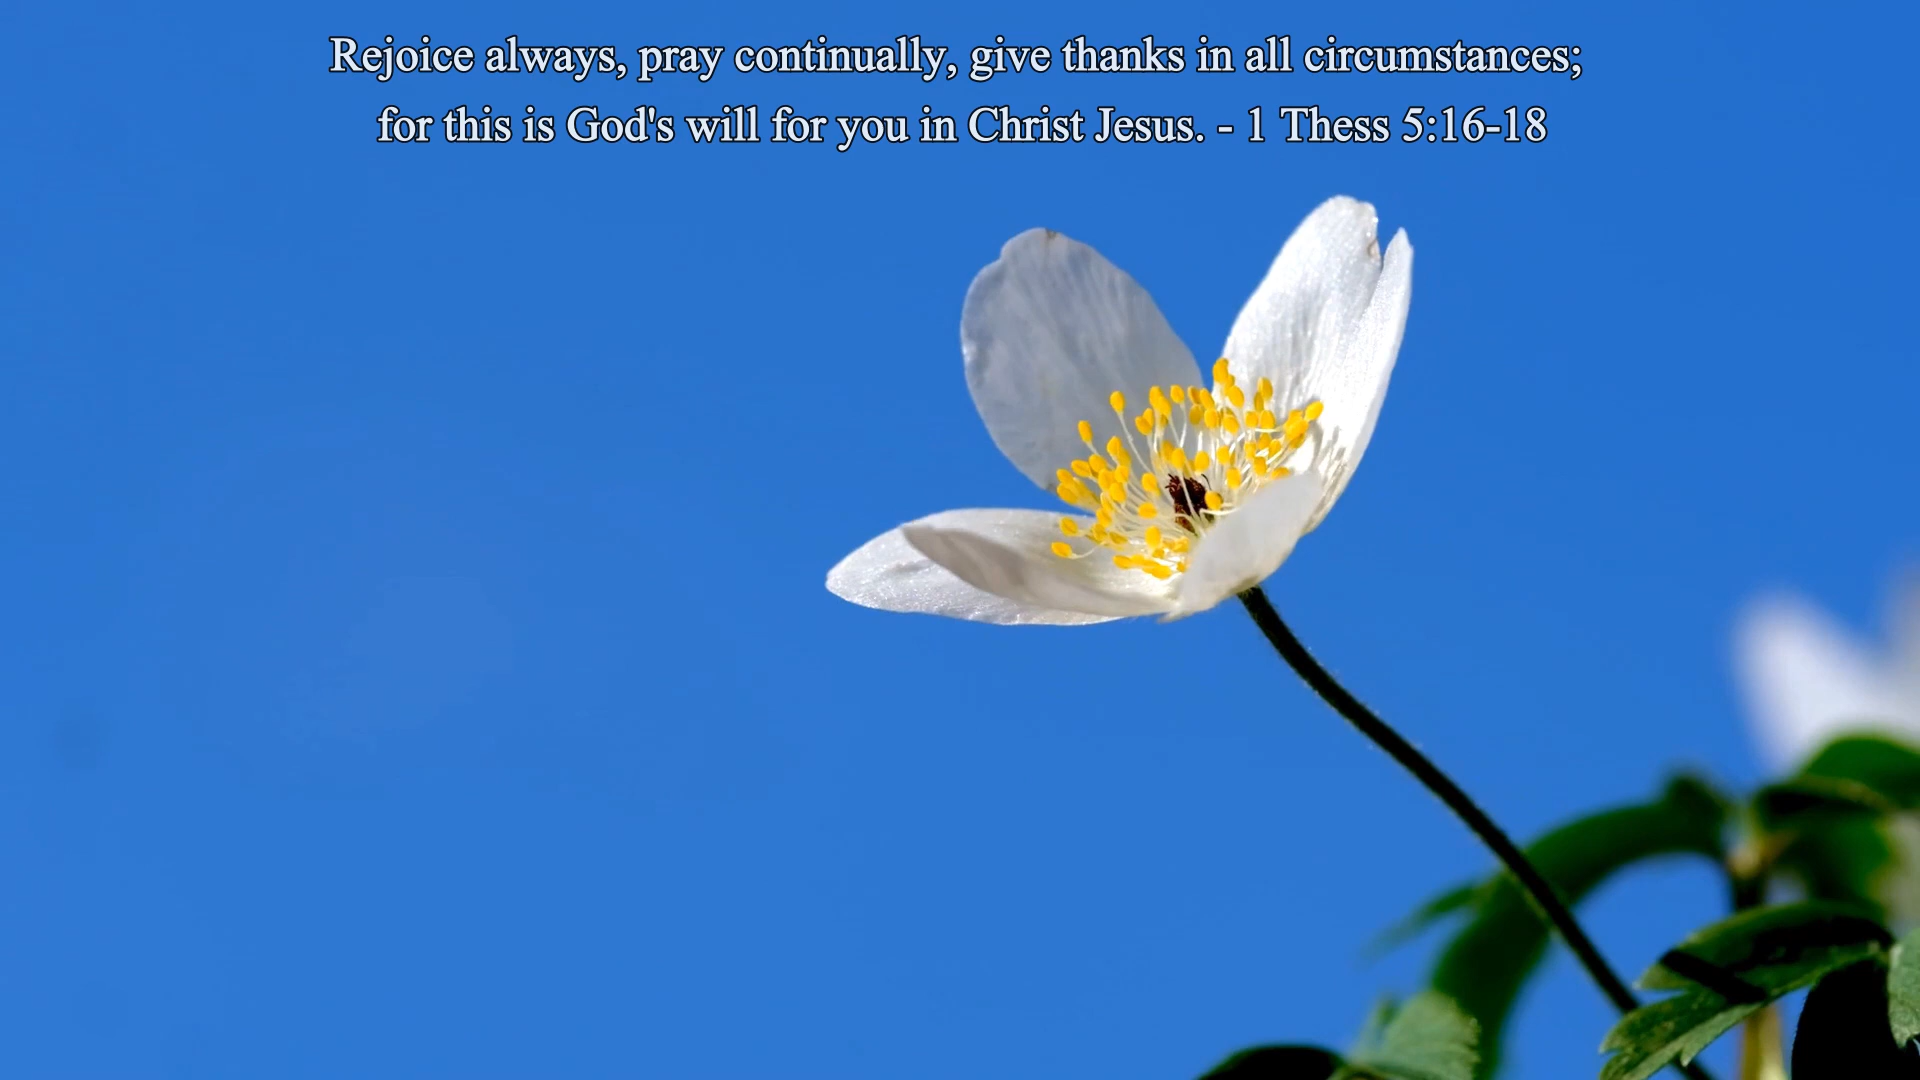 Rejoice always, pray continually, give thanks in all circumstances;
for this is God's will for you in Christ Jesus. - 1 Thess 5:16-18